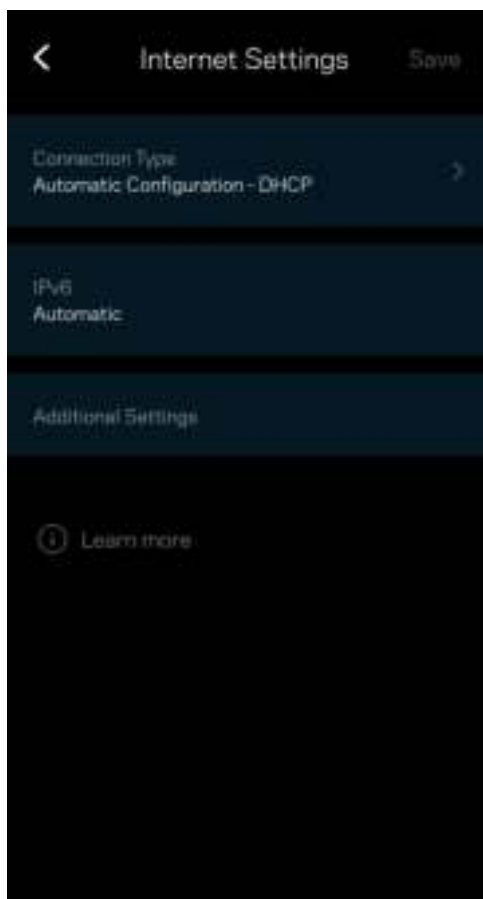 Internet Settings Save
Connection Type
Automatic Configuration - DHCP
IPv6
Automatic
Additional Settings
Learn more